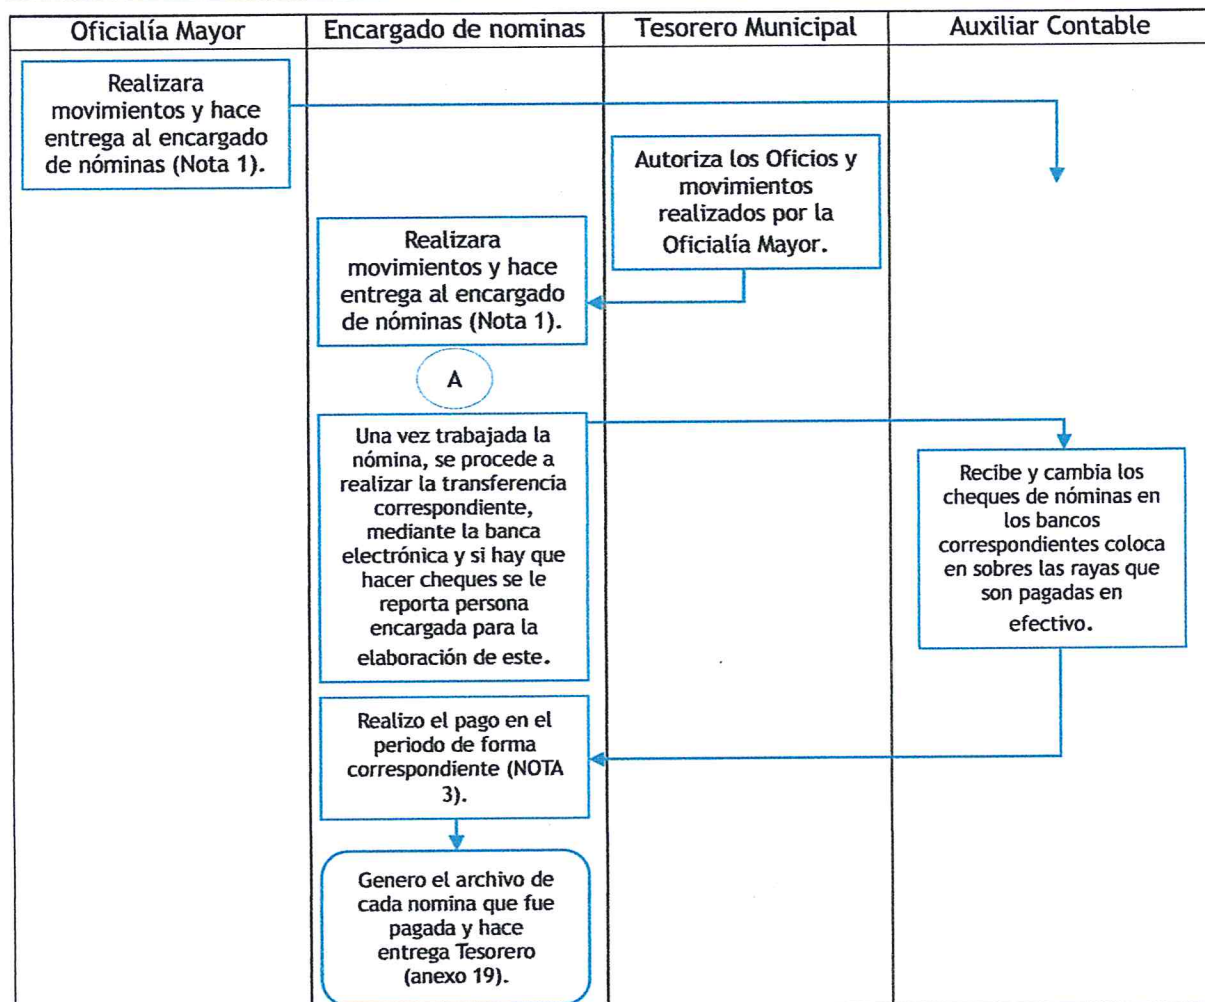 Oficialía Mayor
Encargado de nominas
Tesorero Municipal
Auxiliar Contable
Realizara
movimientos y hace
entrega al encargado
de nóminas (Nota 1).
Autoriza los Oficios y
movimientos
realizados por la
Oficialía Mayor.
Realizara
movimientos y hace
entrega al encargado
de nóminas (Nota 1).
A
Una vez trabajada la
nómina, se procede a
realizar la transferencia
correspondiente,
mediante la banca
electrónica y si hay que
hacer cheques se le
reporta persona
encargada para la
elaboración de este.
Recibe y cambia los
cheques de nóminas en
los bancos
correspondientes coloca
en sobres las rayas que
son pagadas en
efectivo.
Realizo el pago en el
periodo de forma
correspondiente (NOTA
3).
Genero el archivo de
cada nomina que fue
pagada y hace
entrega Tesorero
(anexo 19).